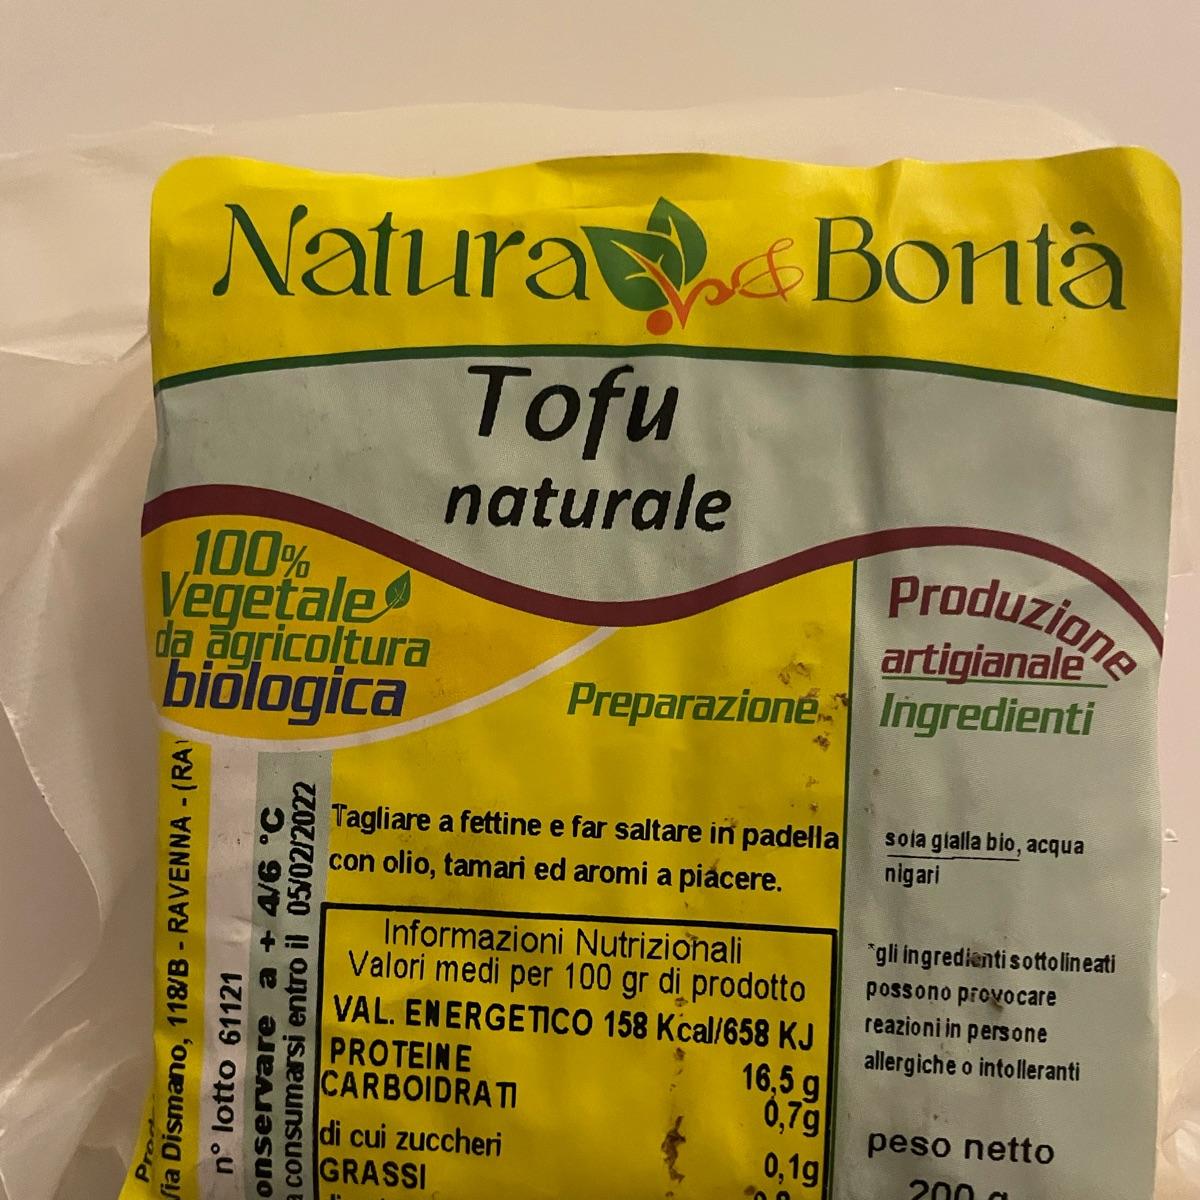 Natura & Bontà
Tofu
naturale
100%
Vegetale
da agricoltura
biologica
Produzione
artigianale
Preparazione
Tagliare a fettine e far saltare in padella
con olio, tamari ed aromi a piacere.
Informazioni Nutrizionali
Valori medi per 100 gr di prodotto
VAL. ENERGETICO 158 Kcal/658 KJ
PROTEINE 16,5 g
CARBOIDRATI 0,7g
di cui zuccheri 0,1g
GRASSI
Ingredienti
soia gialla bio, acqua
nigari
*gli ingredienti sottolineati
possono provocare
reazioni in persone
allergiche o intolleranti
peso netto
200 g
Via Dismano, 118/B - RAVENNA - (RA)
n° lotto 61121
onservare a + 4/6 °C
a consumarsi entro il 05/02/2022